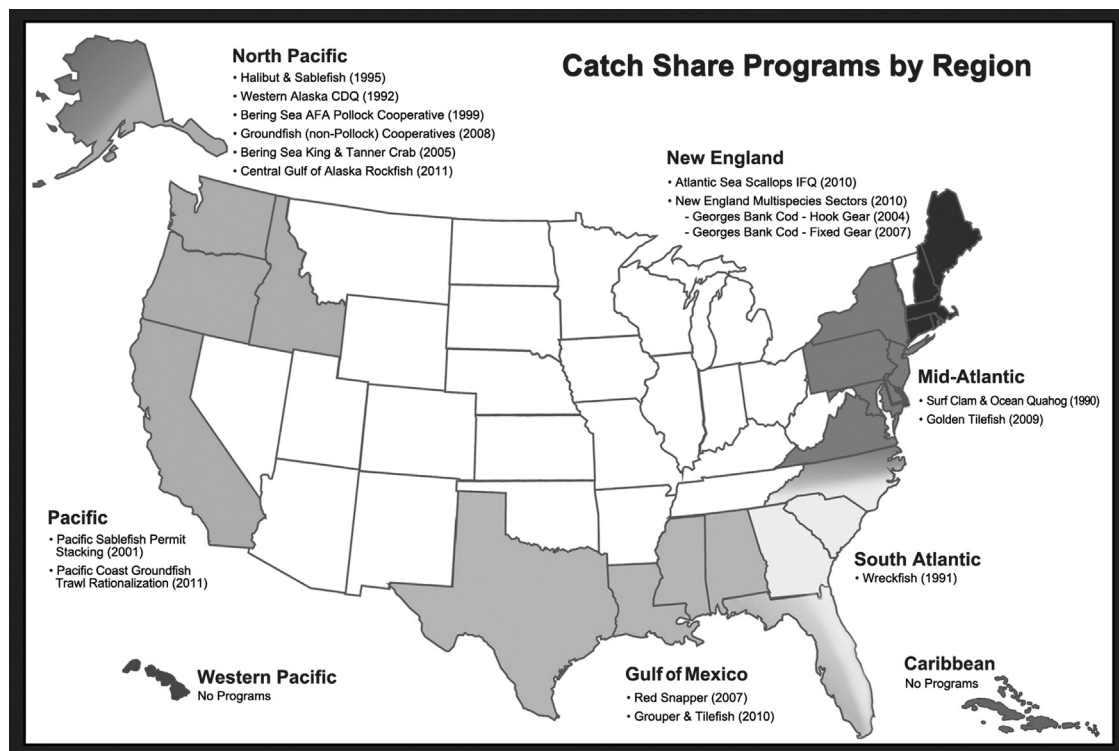 Catch Share Programs by Region
North Pacific
• Halibut & Sablefish (1995)
• Western Alaska CDQ (1992)
• Bering Sea AFA Pollock Cooperative (1999)
• Groundfish (non-Pollock) Cooperatives (2008)
• Bering Sea King & Tanner Crab (2005)
• Central Gulf of Alaska Rockfish (2011)
New England
• Atlantic Sea Scallops IFQ (2010)
• New England Multispecies Sectors (2010)
- Georges Bank Cod - Hook Gear (2004)
- Georges Bank Cod - Fixed Gear (2007)
Mid-Atlantic
• Surf Clam & Ocean Quahog (1990)
• Golden Tilefish (2009)
Pacific
• Pacific Sablefish Permit
Stacking (2001)
• Pacific Coast Groundfish
Trawl Rationalization (2011)
South Atlantic
• Wreckfish (1991)
Western Pacific
No Programs
Gulf of Mexico
• Red Snapper (2007)
• Grouper & Tilefish (2010)
Caribbean
No Programs